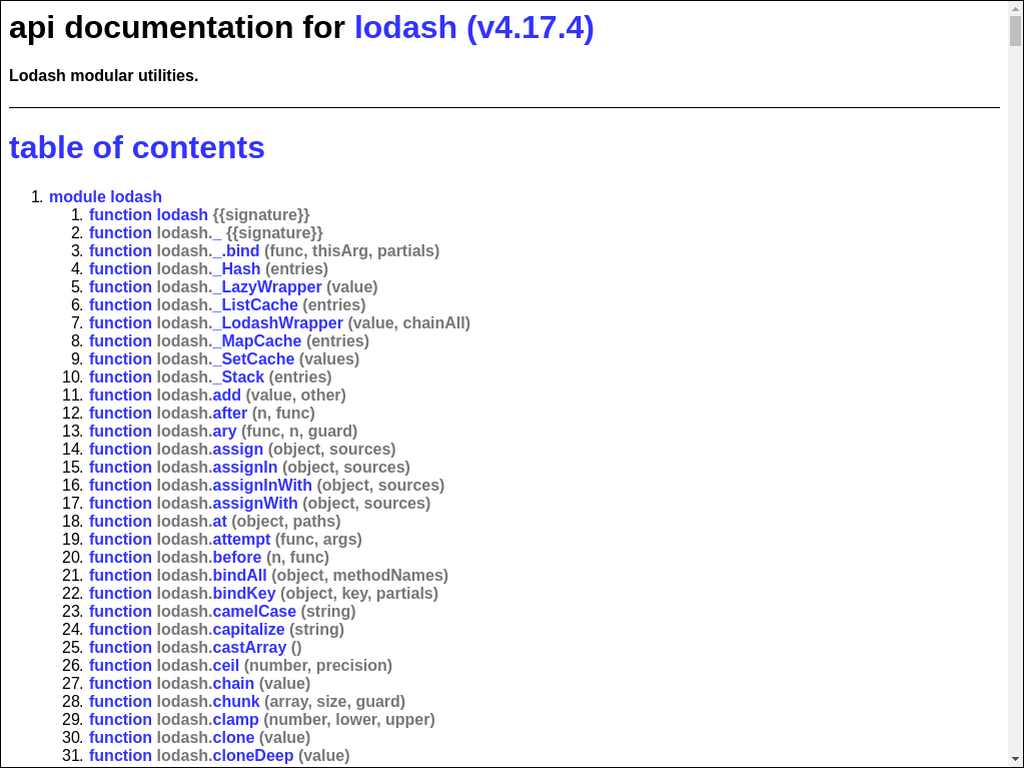 api documentation for lodash (v4.17.4)
Lodash modular utilities.
table of contents
1. module lodash
1. function lodash {{signature}}
2. function lodash._ {{signature}}
3. function lodash._.bind (func, thisArg, partials)
4. function lodash._Hash (entries)
5. function lodash._LazyWrapper (value)
6. function lodash._ListCache (entries)
7. function lodash._LodashWrapper (value, chainAll)
8. function lodash._MapCache (entries)
9. function lodash._SetCache (values)
10. function lodash._Stack (entries)
11. function lodash.add (value, other)
12. function lodash.after (n, func)
13. function lodash.ary (func, n, guard)
14. function lodash.assign (object, sources)
15. function lodash.assignIn (object, sources)
16. function lodash.assignInWith (object, sources)
17. function lodash.assignWith (object, sources)
18. function lodash.at (object, paths)
19. function lodash.attempt (func, args)
20. function lodash.before (n, func)
21. function lodash.bindAll (object, methodNames)
22. function lodash.bindKey (object, key, partials)
23. function lodash.camelCase (string)
24. function lodash.capitalize (string)
25. function lodash.castArray ()
26. function lodash.ceil (number, precision)
27. function lodash.chain (value)
28. function lodash.chunk (array, size, guard)
29. function lodash.clamp (number, lower, upper)
30. function lodash.clone (value)
31. function lodash.cloneDeep (value)